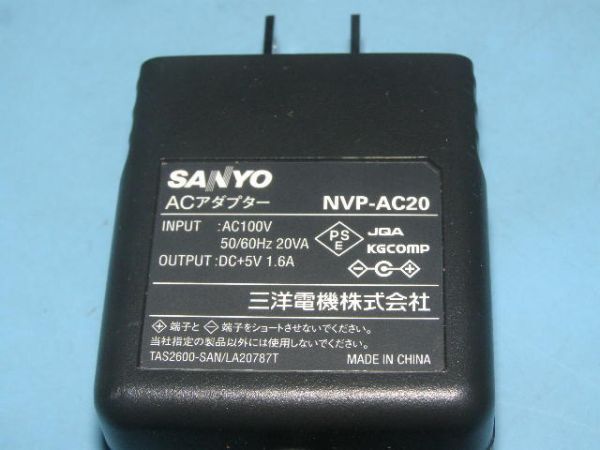 SANYO
ACアダプター NVP-AC20
INPUT :AC100V
50/60Hz 20VA
OUTPUT :DC+5V 1.6A
PS
E
JQA
KGCOMP
三洋電機株式会社
端子と 端子をショートさせないでください。
当社指定の製品以外には使用しないでください。
TAS2600-SAN/LA20787T MADE IN CHINA